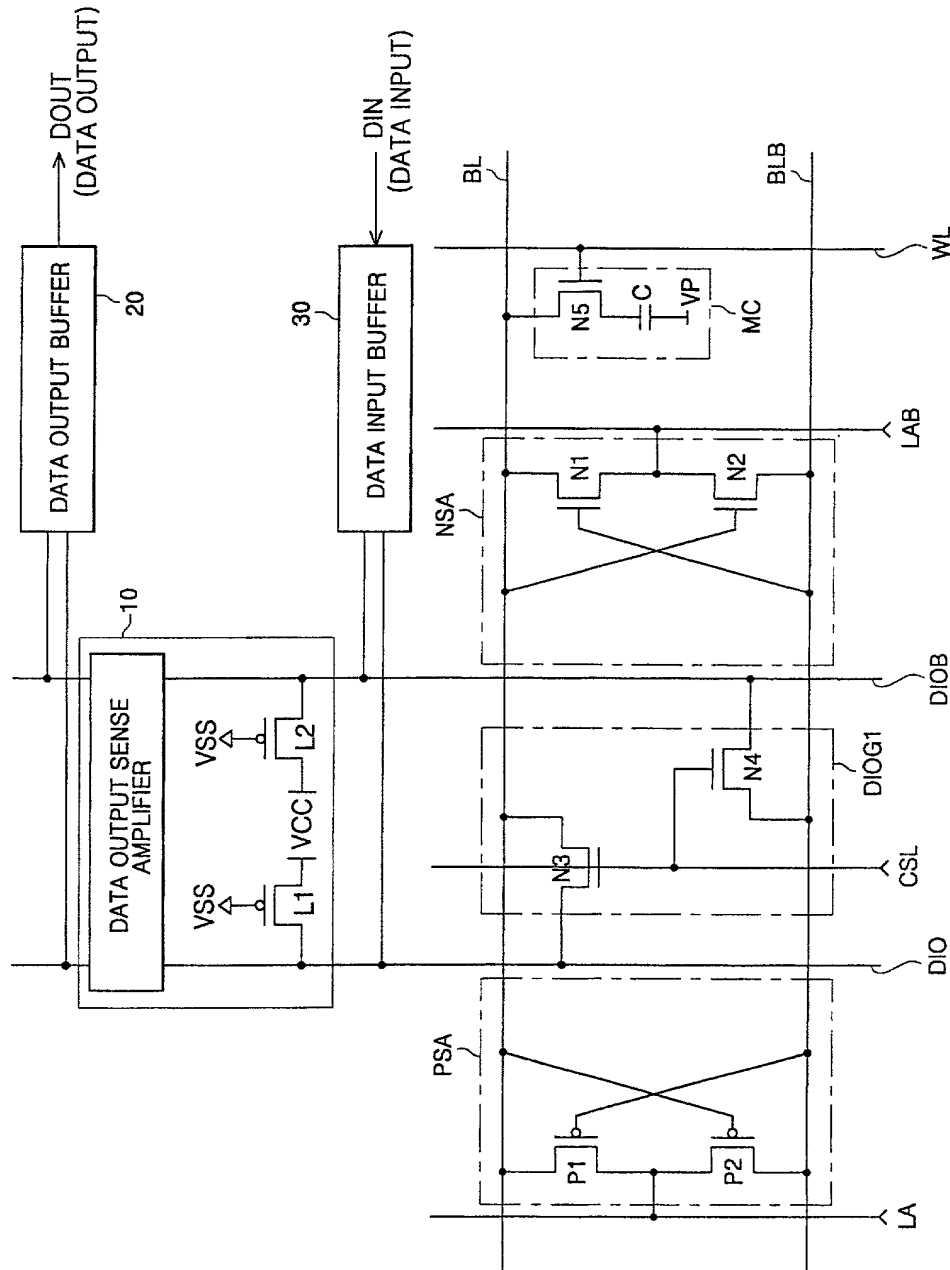 DATA OUTPUT BUFFER
20
DOUT
(DATA OUTPUT)
10
DATA OUTPUT SENSE
AMPLIFIER
VSS
L1
VCC
VSS
L2
DATA INPUT BUFFER
30
DIN
(DATA INPUT)
PSA
P1
P2
LA
DIO
N3
N4
CSL
DIOG1
DIOB
NSA
N1
N2
LAB
BL
N5
C
VP
MC
BLB
WL